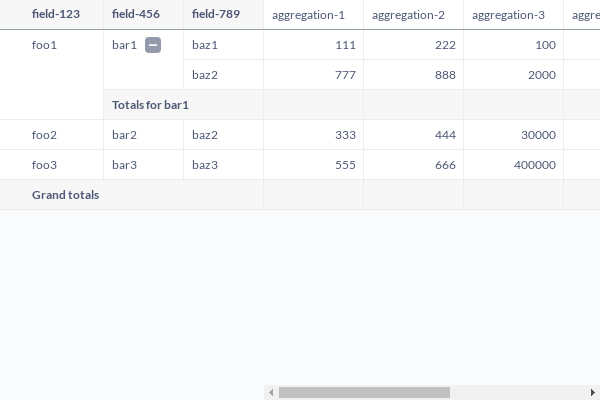 field-123 field-456 field-789 aggregation-1 aggregation-2 aggregation-3 aggre
foo1 bar1 baz1 111 222 100
baz2 777 888 2000
Totals for bar1
foo2 bar2 baz2 333 444 30000
foo3 bar3 baz3 555 666 400000
Grand totals